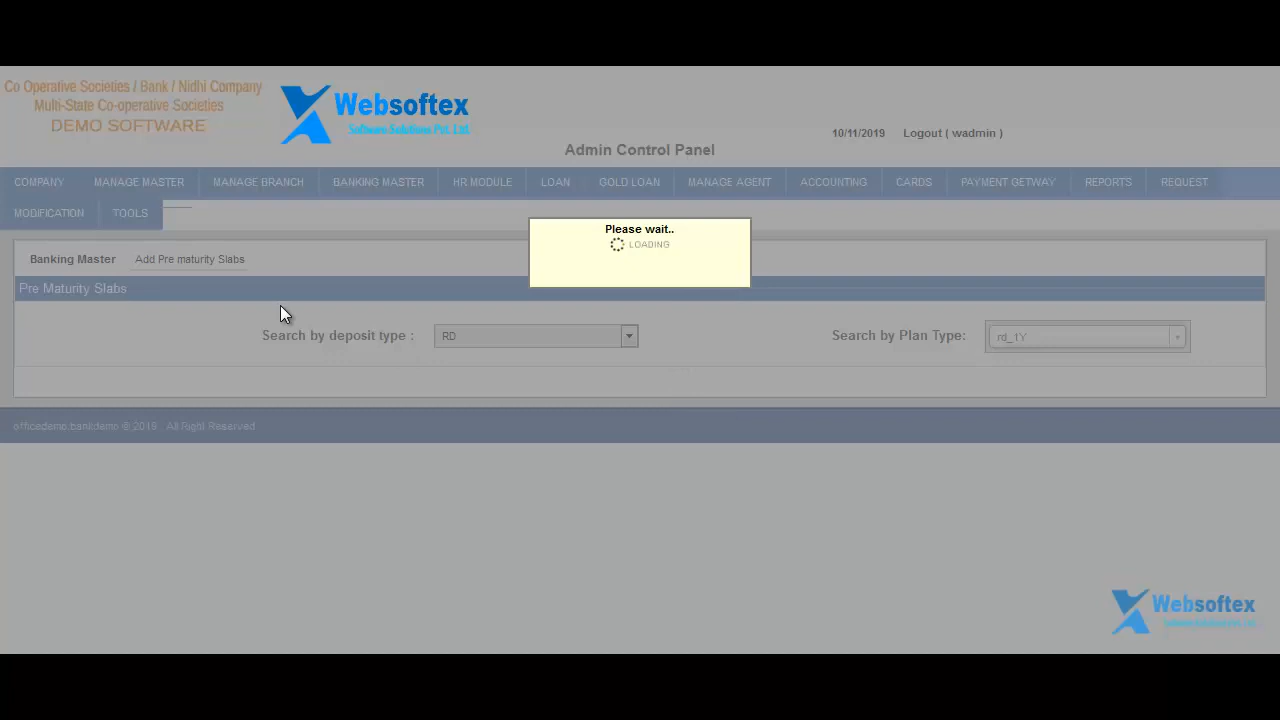 Co Operative Societies / Bank / Nidhi Company
Multi-State Co-operative Societies
DEMO SOFTWARE
Websoftex
Software Solutions Pvt. Ltd.
10/11/2019 Logout ( wadmin )
Admin Control Panel
COMPANY MANAGE MASTER MANAGE BRANCH BANKING MASTER HR MODULE LOAN GOLD LOAN MANAGE AGENT ACCOUNTING CARDS PAYMENT GETWAY REPORTS REQUEST
MODIFICATION TOOLS
Please wait..
LOADING
Banking Master Add Pre maturity Slabs
Pre Maturity Slabs
Search by deposit type : RD Search by Plan Type: rd_1Y
officedemo.bankdemo © 2019 . All Right Reserved
Websoftex
Software Solutions Pvt. Ltd.